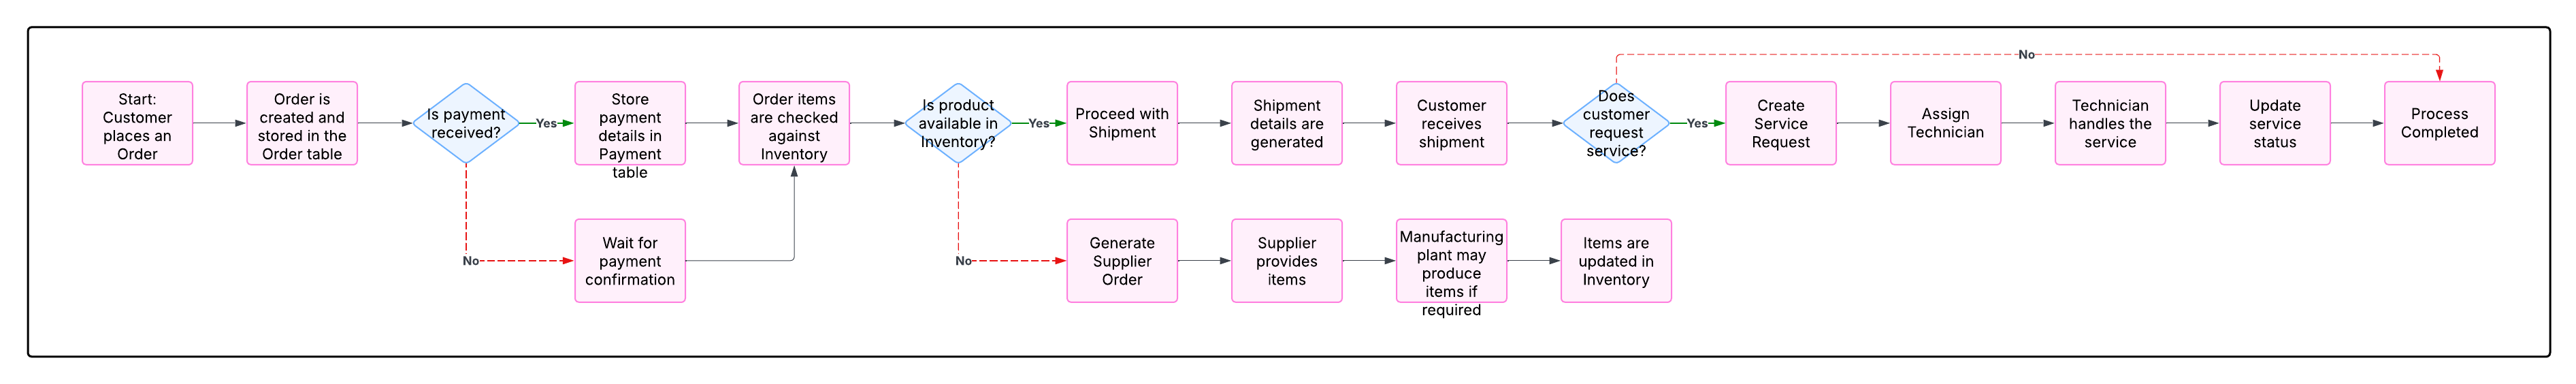 No
Start:
Customer
places an
Order
Order is
created and
stored in the
Order table
Is payment
received?
Yes
Store
payment
details in
Payment
table
Order items
are checked
against
Inventory
Is product
available in
Inventory?
Yes
Proceed with
Shipment
Shipment
details are
generated
Customer
receives
shipment
Does
customer
request
service?
Yes
Create
Service
Request
Assign
Technician
Technician
handles the
service
Update
service
status
Process
Completed
No
Wait for
payment
confirmation
No
Generate
Supplier
Order
Supplier
provides
items
Manufacturing
plant may
produce
items if
required
Items are
updated in
Inventory